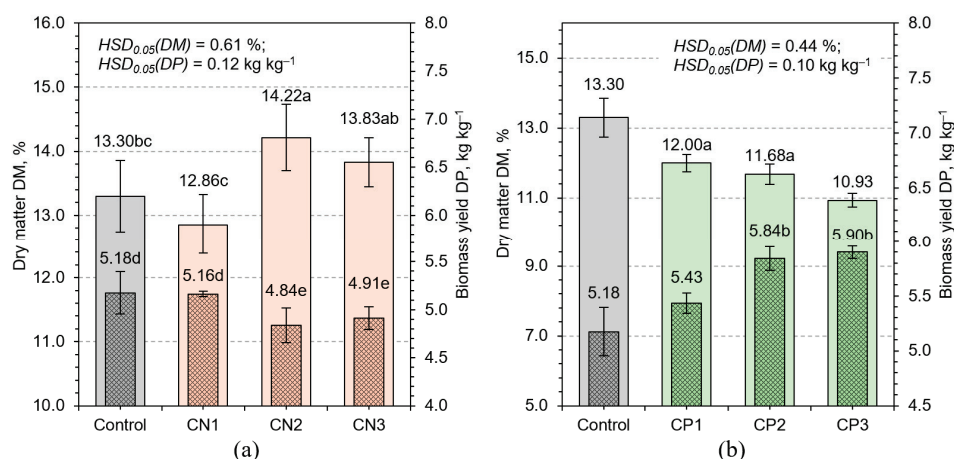 HSD0.05(DM) = 0.61 %;
HSD0.05(DP) = 0.12 kg kg−1
Dry matter DM, %
16.0
15.0
14.0
13.0
12.0
11.0
10.0
13.30bc
12.86c
14.22a
13.83ab
5.18d
5.16d
4.84e
4.91e
Control CN1 CN2 CN3
8.0
7.5
7.0
6.5
6.0
5.5
5.0
4.5
4.0
Biomass yield DP, kg kg−1
(a)
HSD0.05(DM) = 0.44 %;
HSD0.05(DP) = 0.10 kg kg−1
Dry matter DM, %
15.0
13.0
11.0
9.0
7.0
5.0
13.30
12.00a
11.68a
10.93
5.18
5.43
5.84b
5.90b
Control CP1 CP2 CP3
8.0
7.5
7.0
6.5
6.0
5.5
5.0
4.5
Biomass yield DP, kg kg−1
(b)